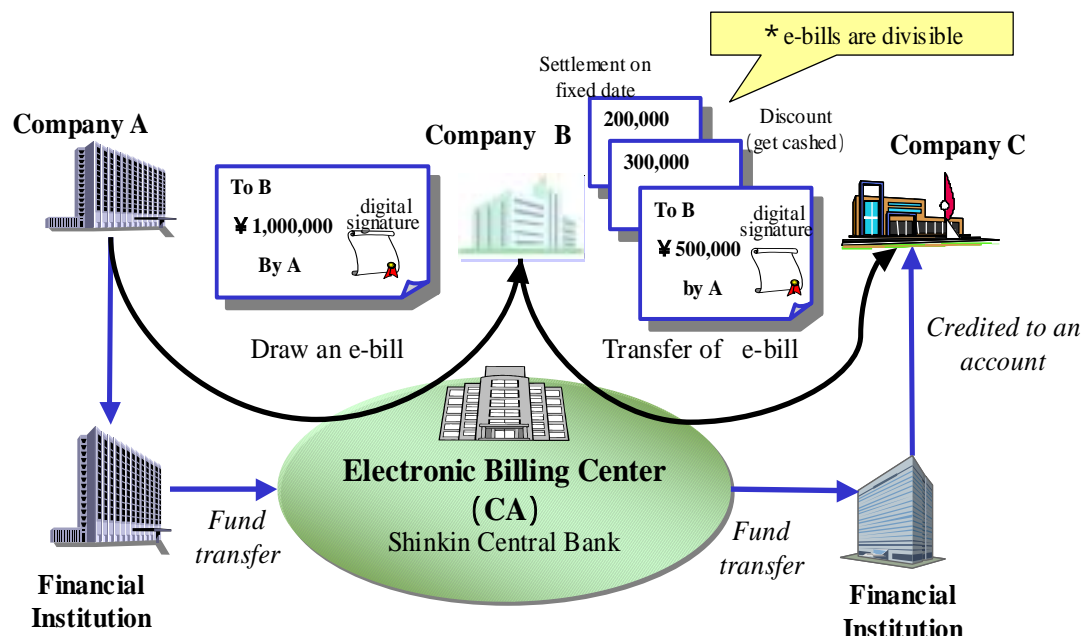 * e-bills are divisible
Settlement on
fixed date
Company A
Company B
200,000
Discount
(get cashed)
Company C
300,000
To B
digital
signature
¥ 1,000,000
By A
To B
digital
signature
¥ 500,000
by A
Draw an e-bill
Transfer of e-bill
Credited to an
account
Electronic Billing Center
(CA)
Shinkin Central Bank
Fund
transfer
Fund
transfer
Financial
Institution
Financial
Institution